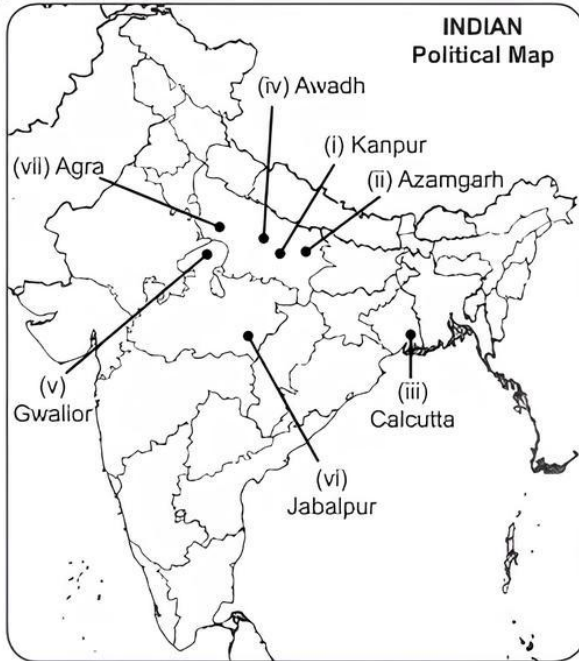 INDIAN
Political Map
(iv) Awadh
(i) Kanpur
(vii) Agra
(ii) Azamgarh
(v)
Gwalior
(iii)
Calcutta
(vi)
Jabalpur